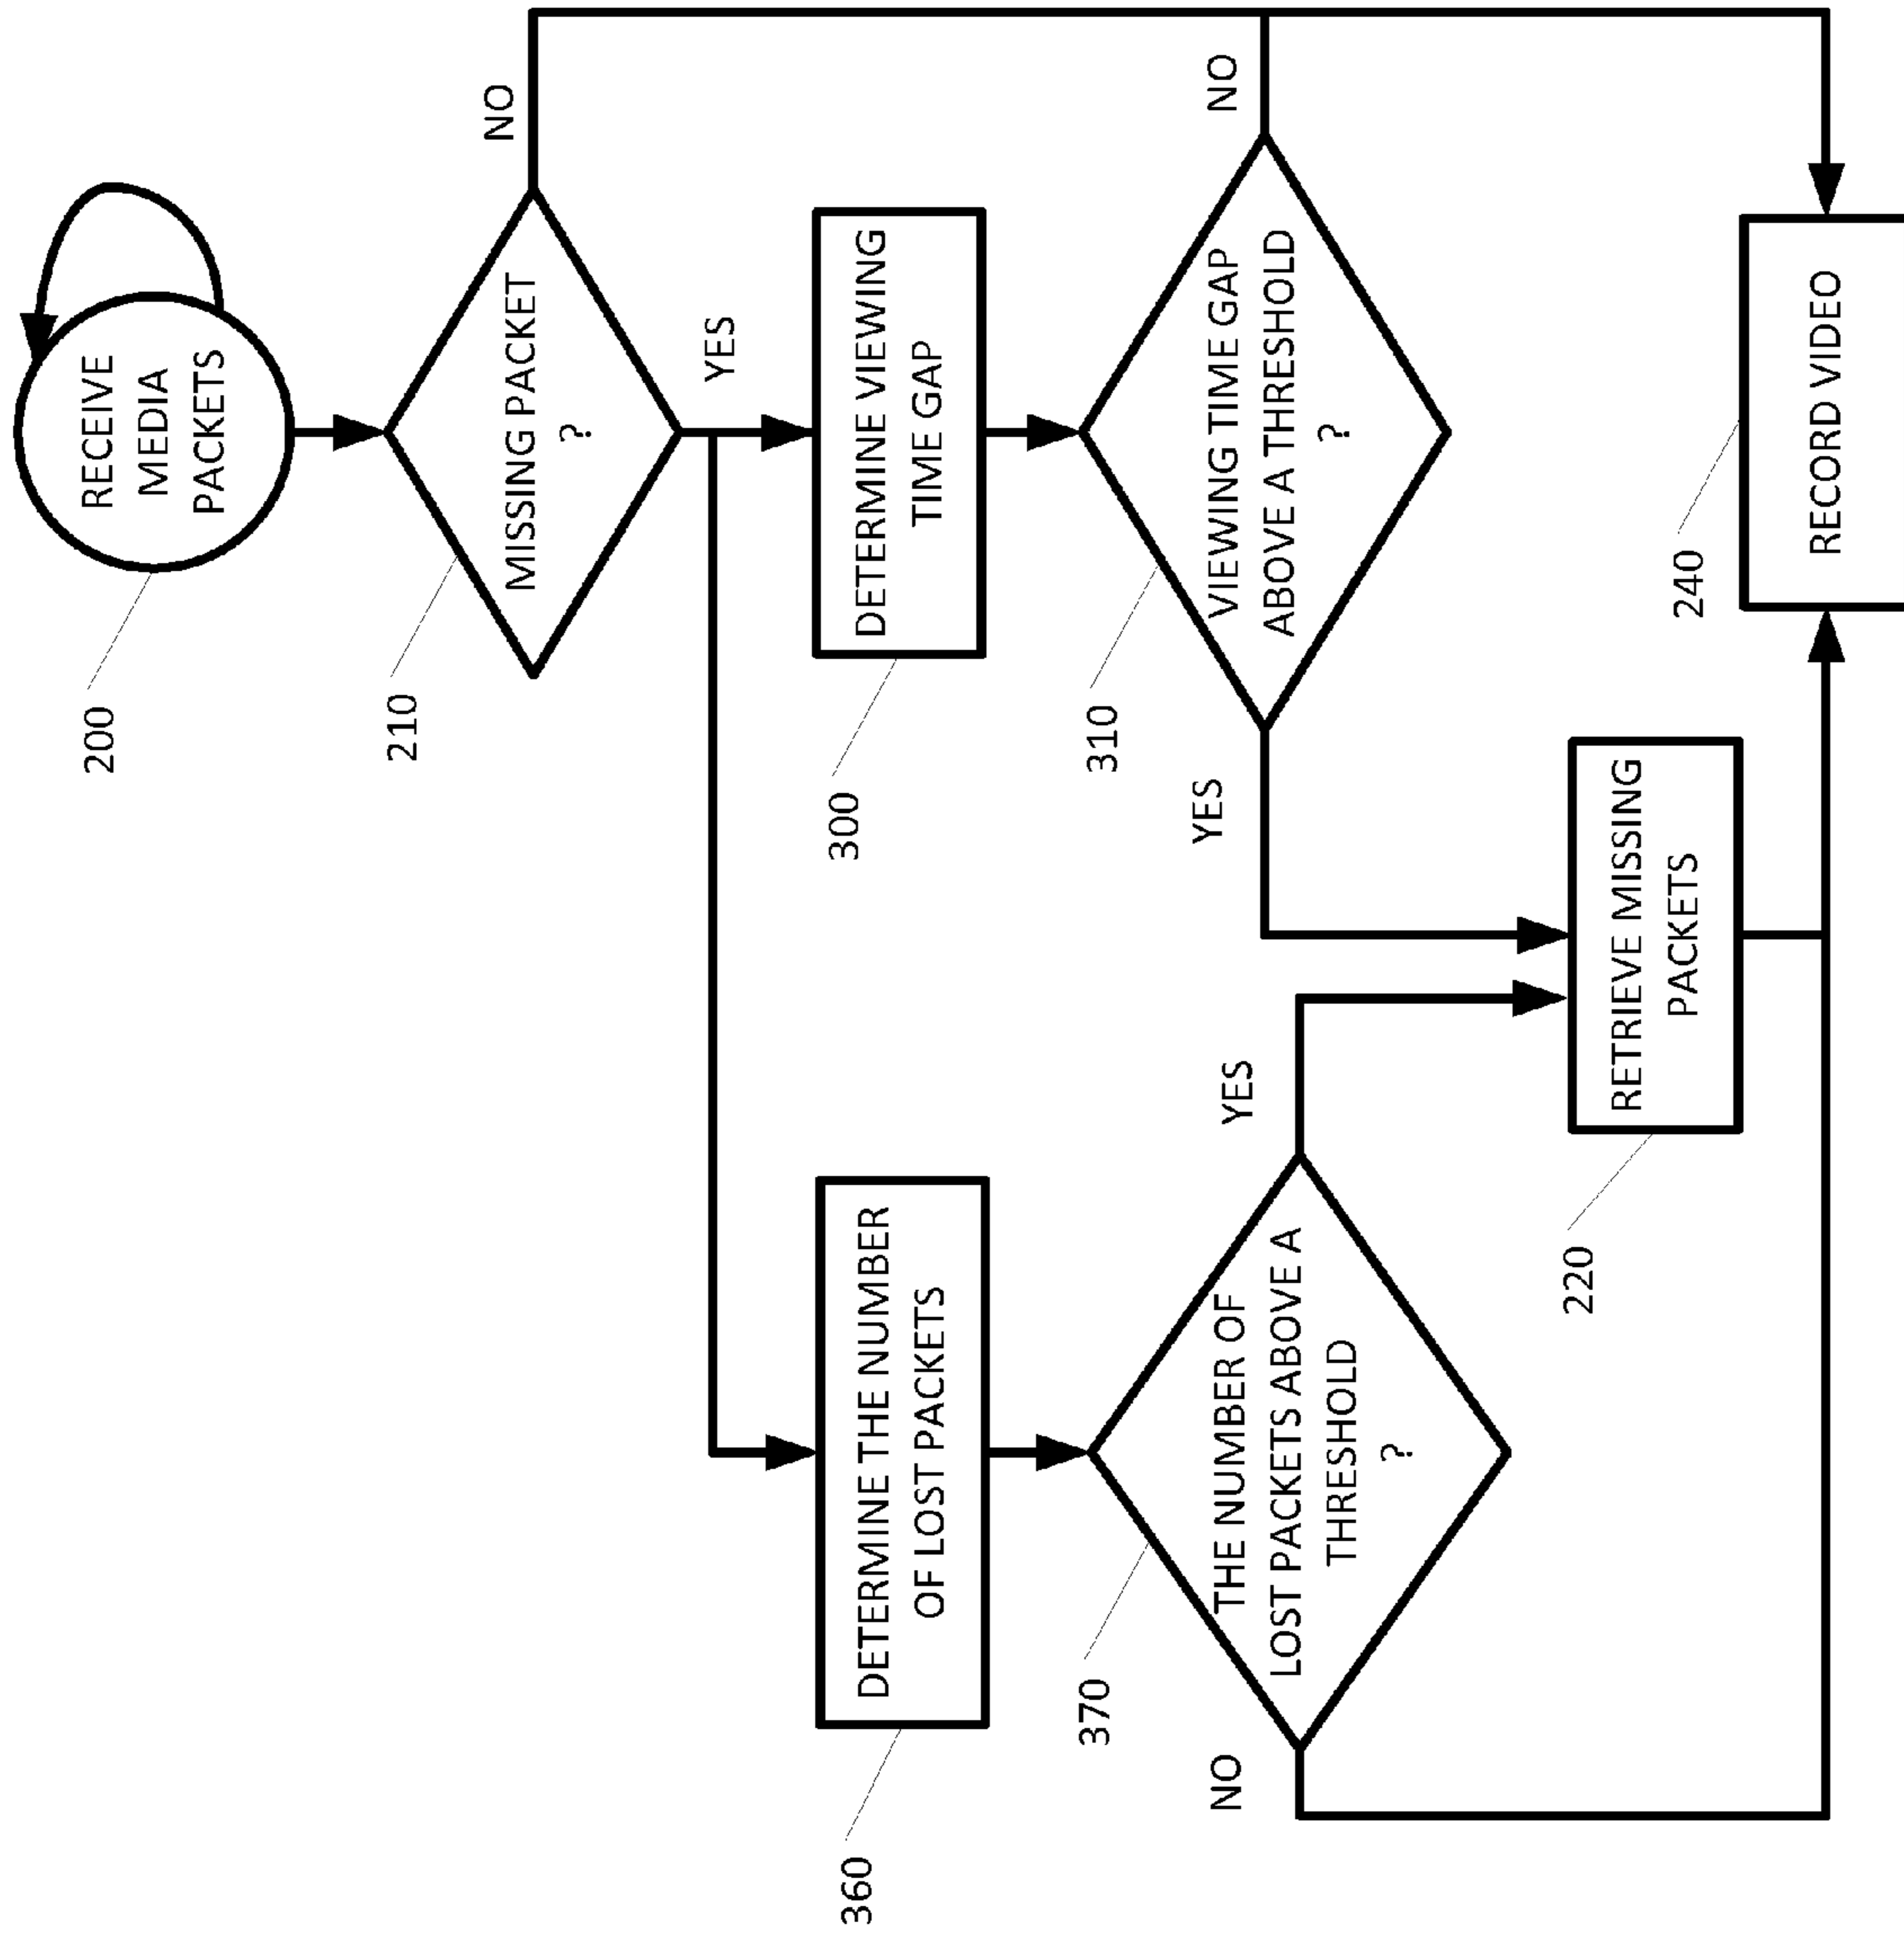 200
RECEIVE
MEDIA
PACKETS
210
MISSING PACKET
?
NO
YES
360
DETERMINE THE NUMBER
OF LOST PACKETS
300
DETERMINE VIEWING
TIME GAP
370
THE NUMBER OF
LOST PACKETS ABOVE A
THRESHOLD
?
NO
YES
310
VIEWING TIME GAP
ABOVE A THRESHOLD
?
YES
NO
220
RETRIEVE MISSING
PACKETS
240
RECORD VIDEO